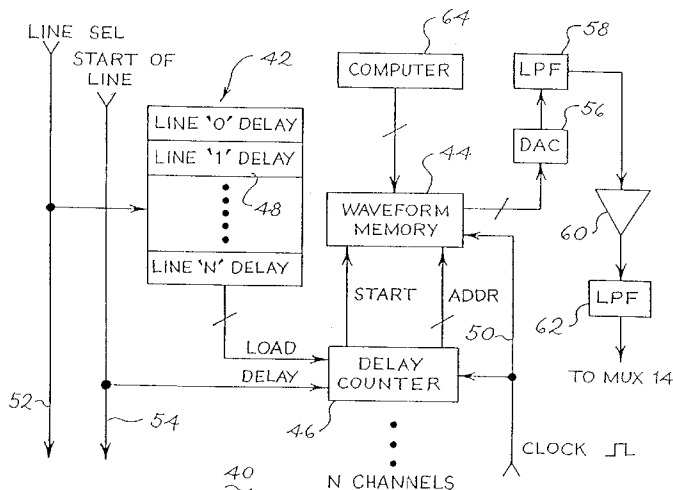 LINE SEL
START OF
LINE
42
LINE '0' DELAY
LINE '1' DELAY
48
LINE 'N' DELAY
64
COMPUTER
44
WAVEFORM
MEMORY
58
LPF
56
DAC
60
LPF
62
TO MUX 14
START
ADDR
50
LOAD
DELAY
DELAY
COUNTER
46
52
54
CLOCK
N CHANNELS
40